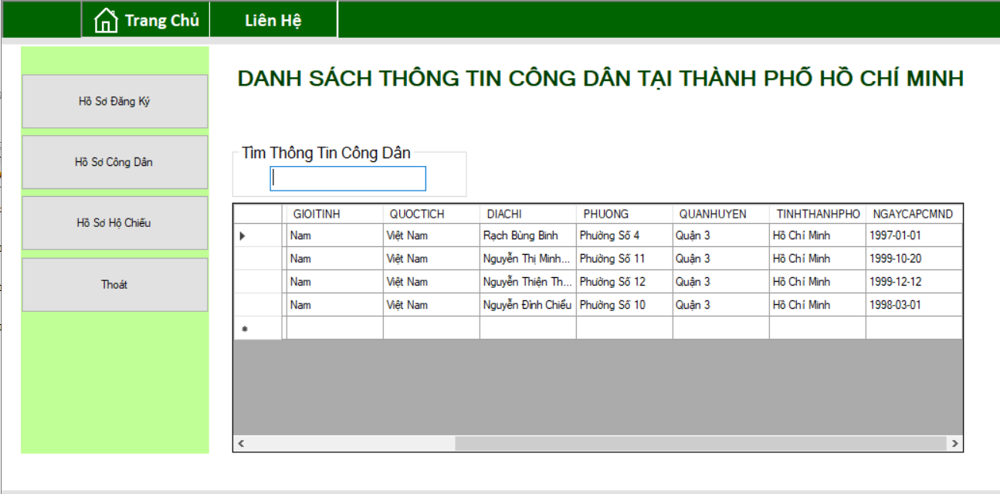 Trang Chủ Liên Hệ
DANH SÁCH THÔNG TIN CÔNG DÂN TẠI THÀNH PHỐ HỒ CHÍ MINH
Hồ Sơ Đăng Ký
Hồ Sơ Công Dân
Hồ Sơ Hộ Chiếu
Thoát
Tìm Thông Tin Công Dân
GIOITINH QUOCTICH DIACHI PHUONG QUANHUYEN TINHTHANHPHO NGAYCAPCMND
Nam Việt Nam Rạch Bùng Binh Phường Số 4 Quận 3 Hồ Chí Minh 1997-01-01
Nam Việt Nam Nguyễn Thị Minh... Phường Số 11 Quận 3 Hồ Chí Minh 1999-10-20
Nam Việt Nam Nguyễn Thiện Th... Phường Số 12 Quận 3 Hồ Chí Minh 1999-12-12
Nam Việt Nam Nguyễn Đình Chiểu Phường Số 10 Quận 3 Hồ Chí Minh 1998-03-01